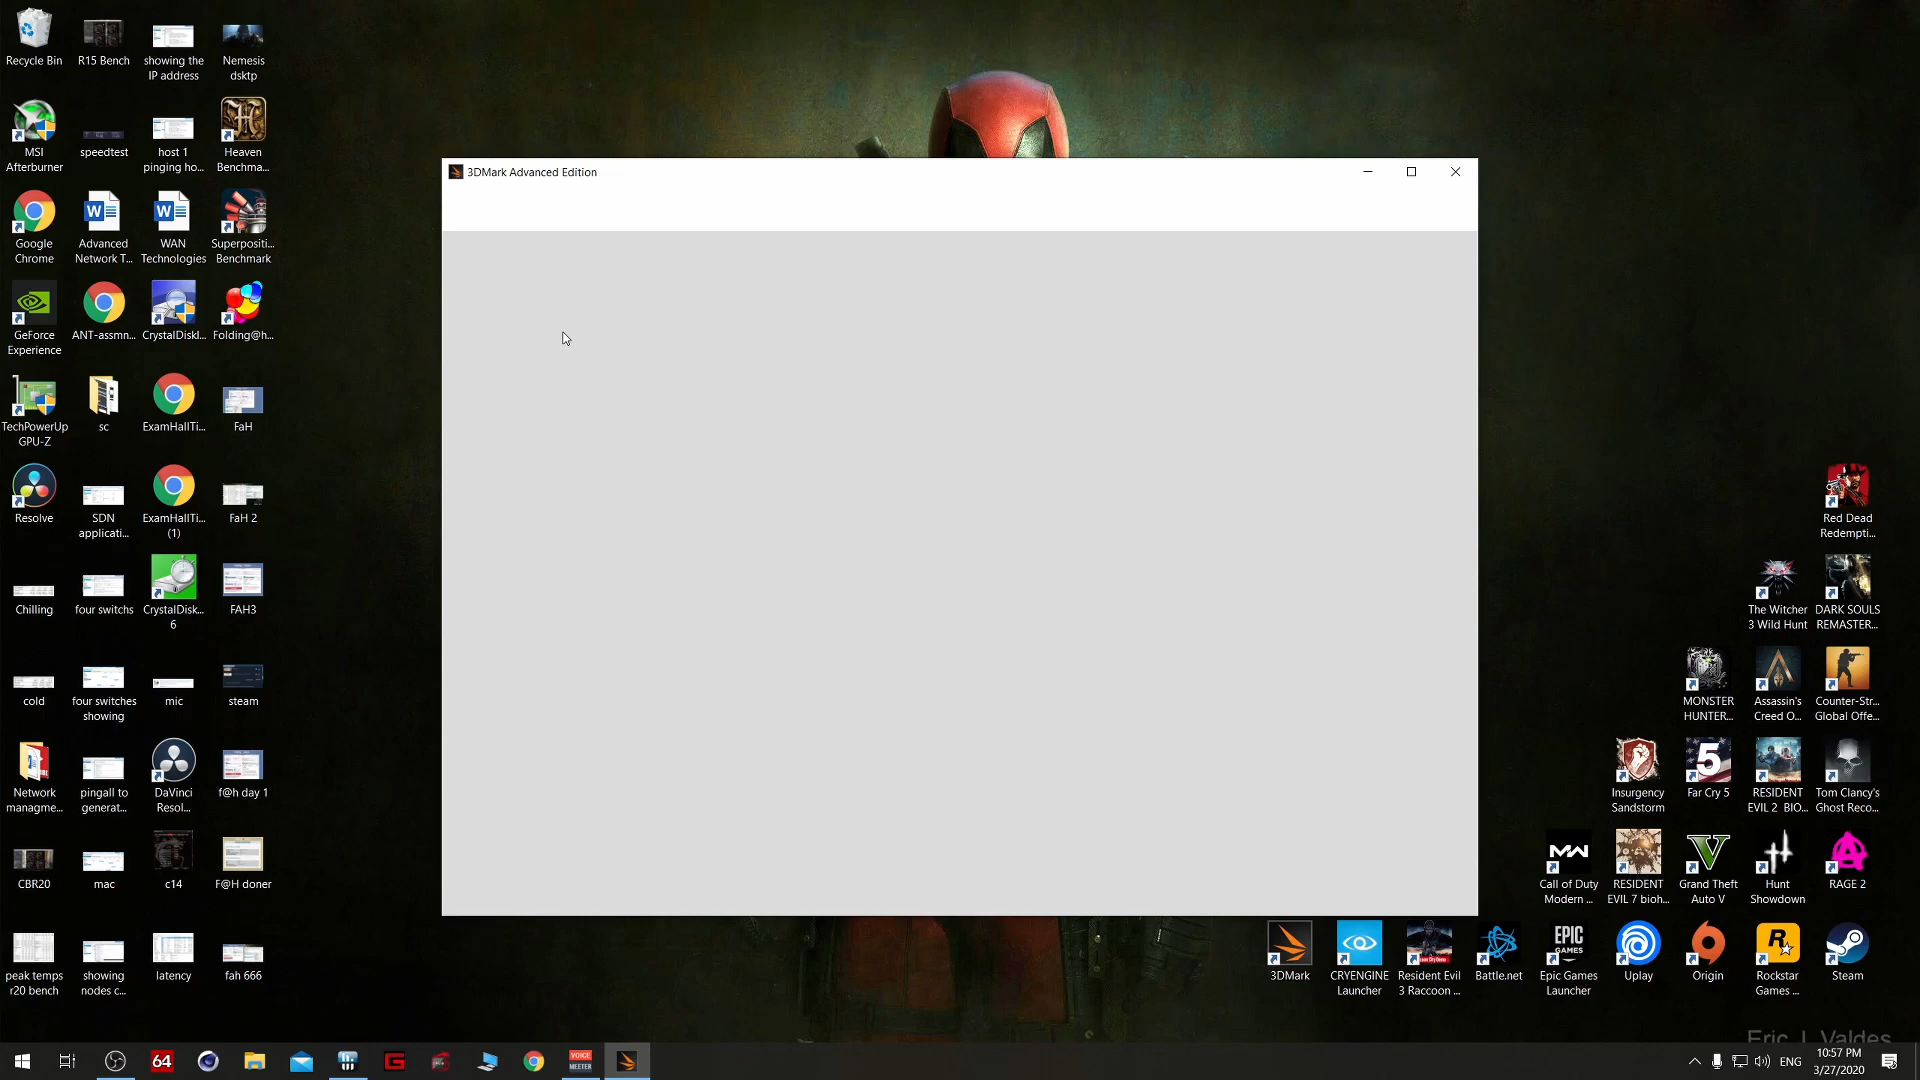 Recycle Bin
R15 Bench
showing the
IP address
Nemesis
dsktp
MSI
Afterburner
speedtest
host 1
pinging ho...
Heaven
Benchma...
Google
Chrome
Advanced
Network T...
WAN
Technologies
Superpositi...
Benchmark
GeForce
Experience
ANT-assmn...
CrystalDiskI...
Folding@h...
TechPowerUp
GPU-Z
sc
ExamHallTi...
FaH
Resolve
SDN
applicati...
ExamHallTi...
(1)
FaH 2
Chilling
four switchs
CrystalDisk...
6
FAH3
cold
four switches
showing
mic
steam
Network
managme...
pingall to
generat...
DaVinci
Resol...
f@h day 1
CBR20
mac
c14
F@H doner
peak temps
r20 bench
showing
nodes c...
latency
fah 666
3DMark Advanced Edition
Red Dead
Redempti...
The Witcher
3 Wild Hunt
DARK SOULS
REMASTER...
MONSTER
HUNTER...
Assassin's
Creed O...
Counter-Str...
Global Offe...
Insurgency
Sandstorm
5
Far Cry 5
RESIDENT
EVIL 2 BIO...
Tom Clancy's
Ghost Reco...
MW
Call of Duty
Modern ...
RESIDENT
EVIL 7 bioh...
V
Grand Theft
Auto V
Hunt
Showdown
RAGE 2
3DMark
CRYENGINE
Launcher
Resident Evil
3 Raccoon ...
Battle.net
EPIC
GAMES
Epic Games
Launcher
Uplay
Origin
R
Rockstar
Games ...
Steam
Eric J. Valdes
64
VOICE
MEETER
ENG
10:57 PM
3/27/2020